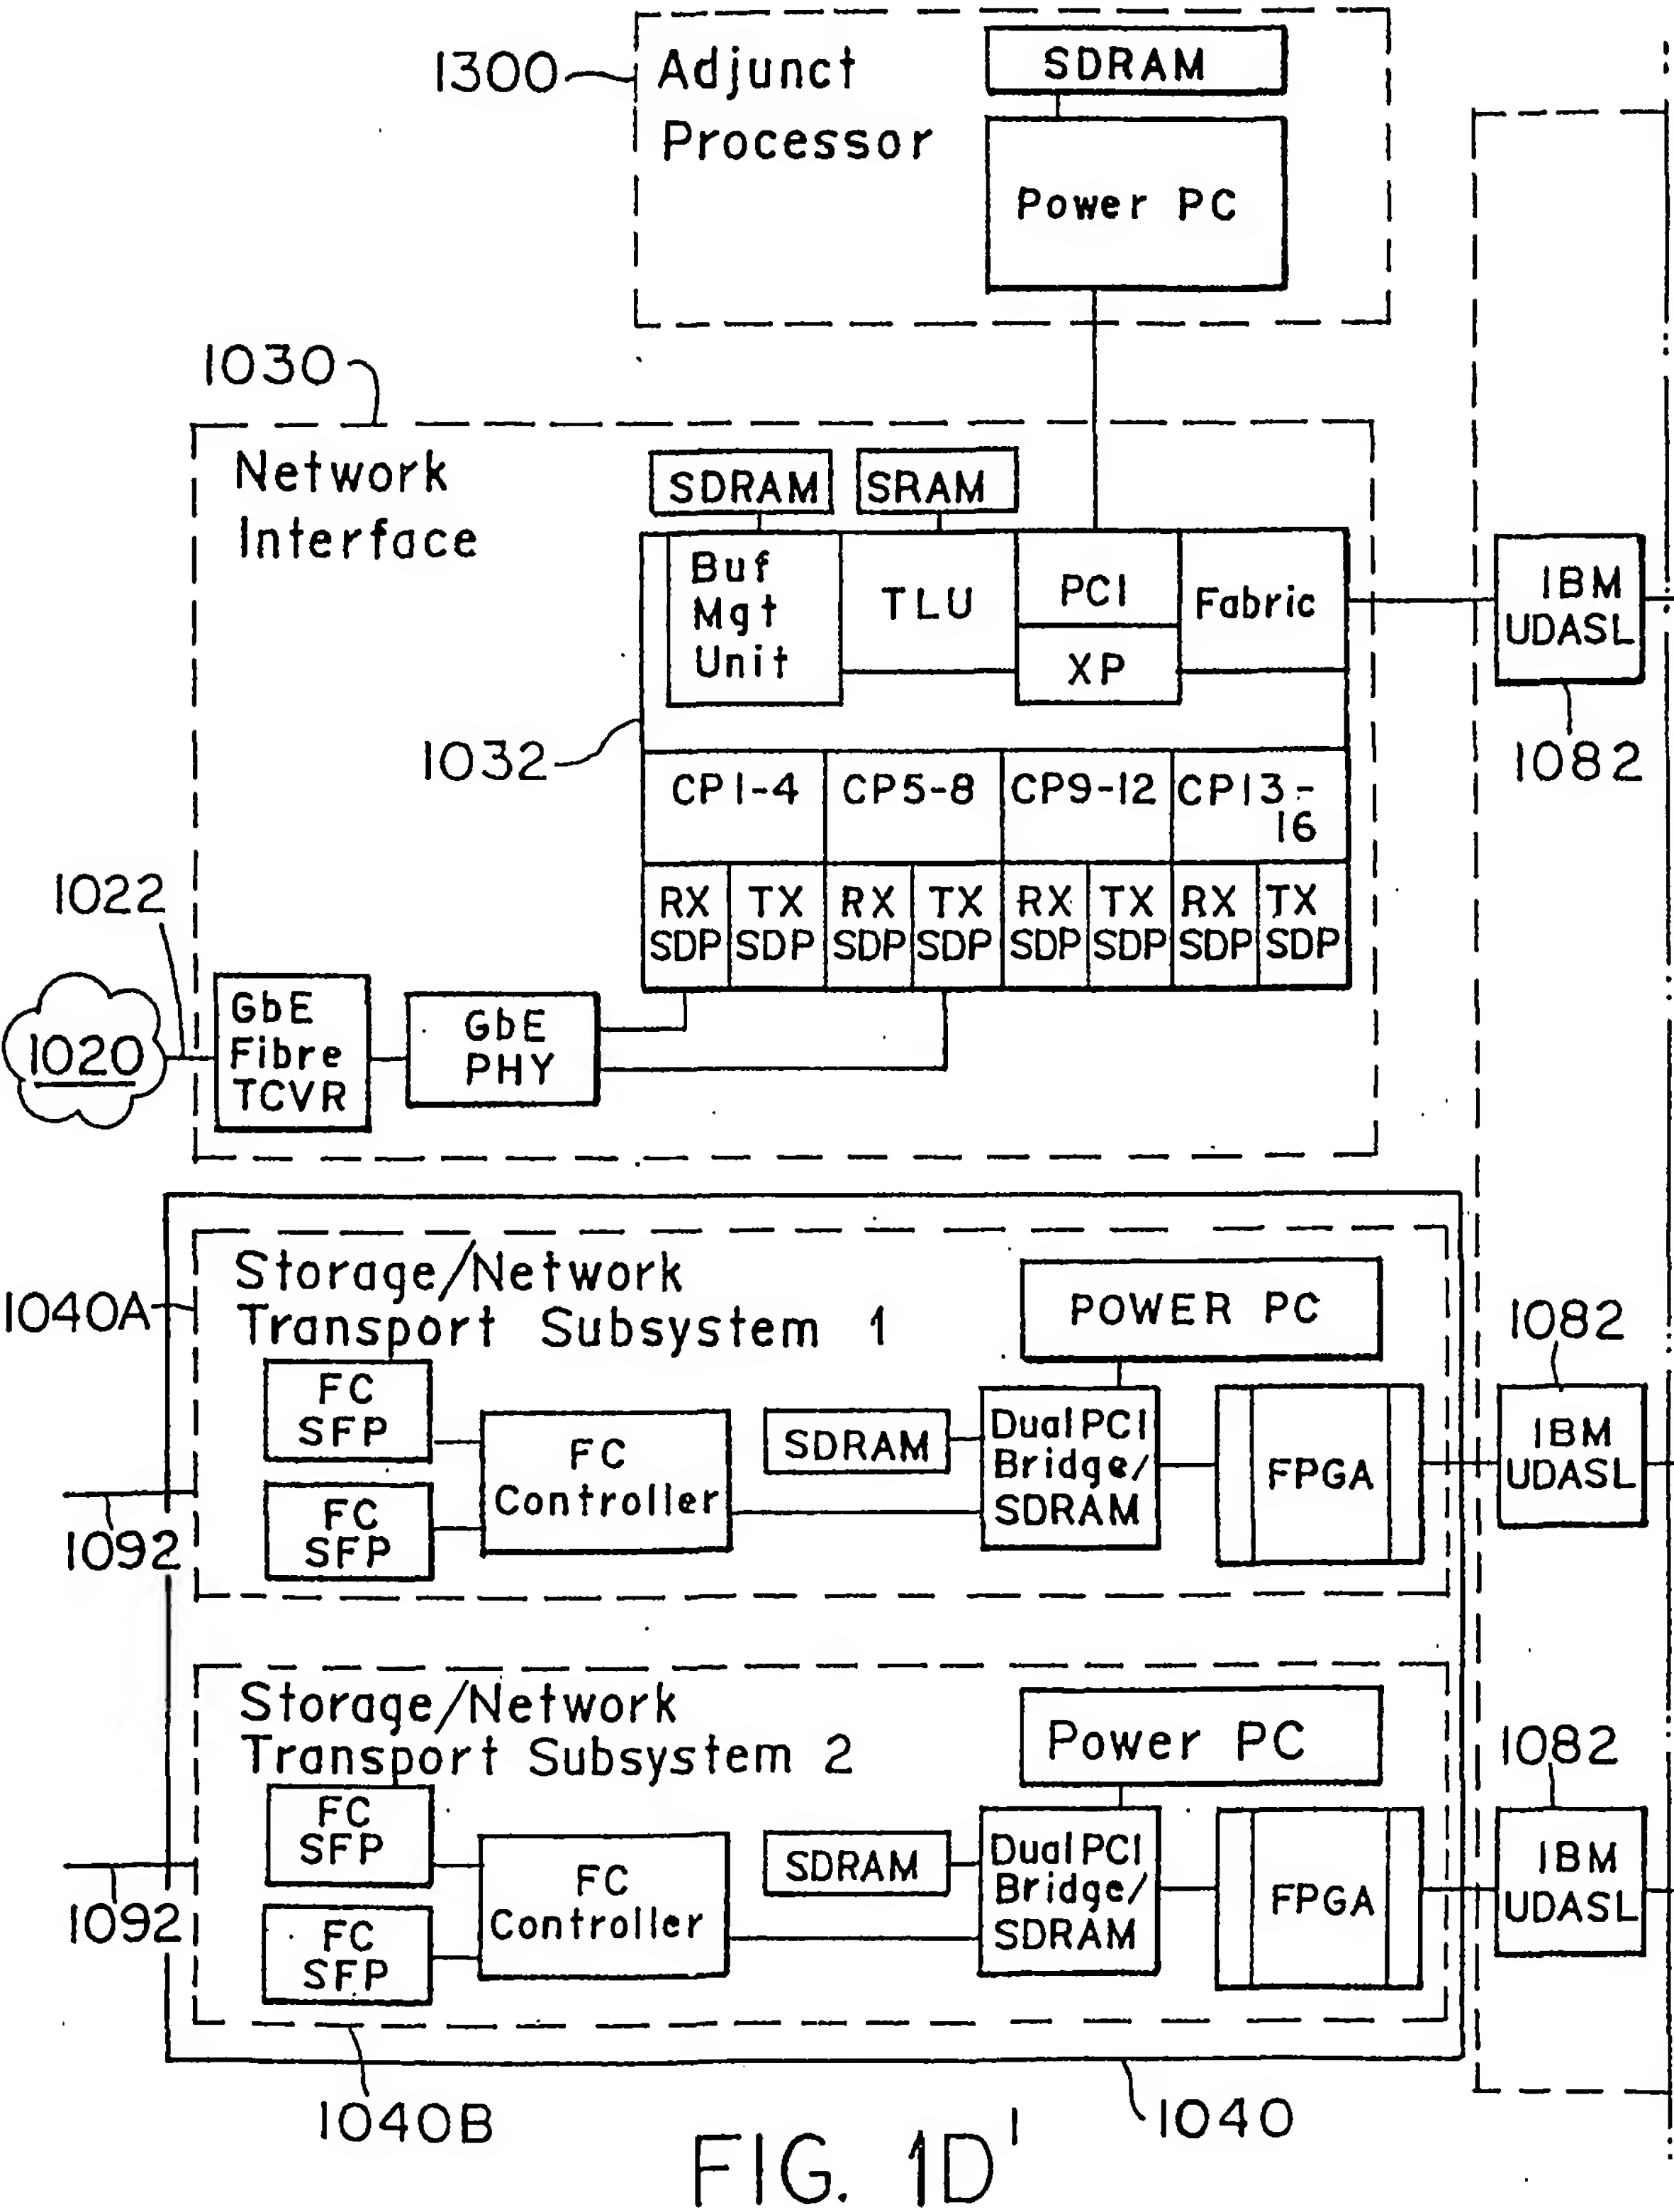 1300
Adjunct
Processor
SDRAM
Power PC
1030
Network
Interface
SDRAM
SRAM
Buf
Mgt
Unit
TLU
PCI
XP
Fabric
IBM
UDASL
1082
1032
CP1-4
CP5-8
CP9-12
CP13-
16
RX
SDP
TX
SDP
RX
SDP
TX
SDP
RX
SDP
TX
SDP
RX
SDP
TX
SDP
1022
1020
GbE
Fibre
TCVR
GbE
PHY
1040A
Storage/Network
Transport Subsystem 1
POWER PC
1082
FC
SFP
FC
SFP
FC
Controller
SDRAM
Dual PCI
Bridge/
SDRAM
FPGA
IBM
UDASL
1092
Storage/Network
Transport Subsystem 2
Power PC
1082
FC
SFP
FC
SFP
FC
Controller
SDRAM
Dual PCI
Bridge/
SDRAM
FPGA
IBM
UDASL
1092
1040B
1040
FIG. 1D'